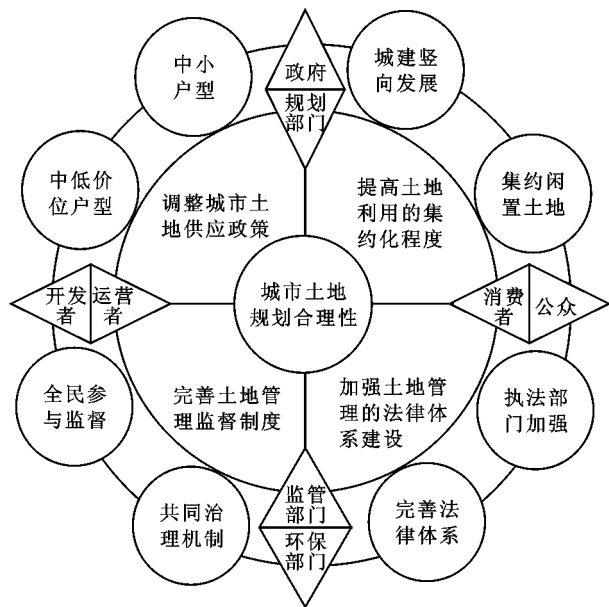 中小
户型
政府
规划
部门
城建竖
向发展
中低价
位户型
调整城市土
地供应政策
提高土地
利用的集
约化程度
集约闲
置土地
开发
者
运营
者
城市土地
规划合理性
消费
者
公众
全民参
与监督
完善土地管
理监督制度
加强土地管
理的法律体
系建设
执法部
门加强
共同治
理机制
监管
部门
环保
部门
完善法
律体系